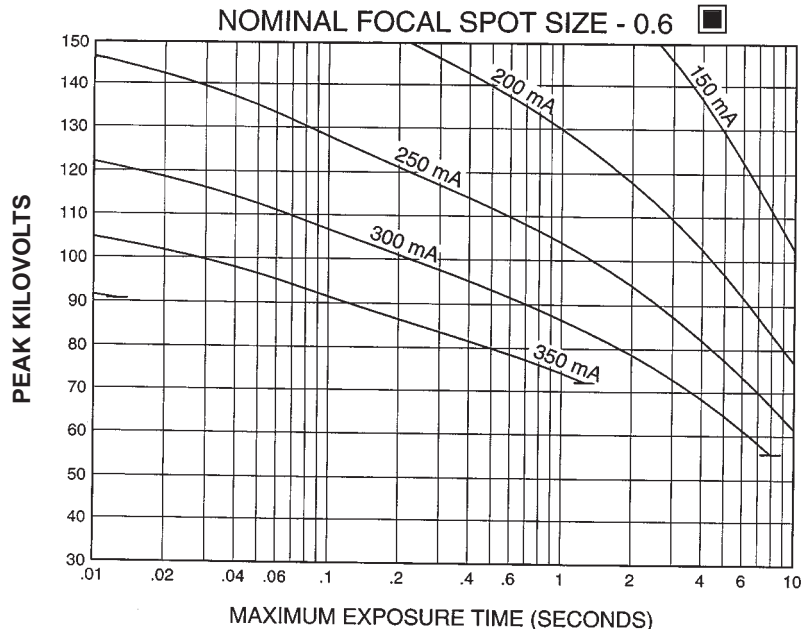 NOMINAL FOCAL SPOT SIZE - 0.6
150
140
130
120
110
100
90
80
70
60
50
40
30
PEAK KILOVOLTS
150 mA
200 mA
250 mA
300 mA
350 mA
.01 .02 .04 .06 .1 .2 .4 .6 1 2 4 6 10
MAXIMUM EXPOSURE TIME (SECONDS)